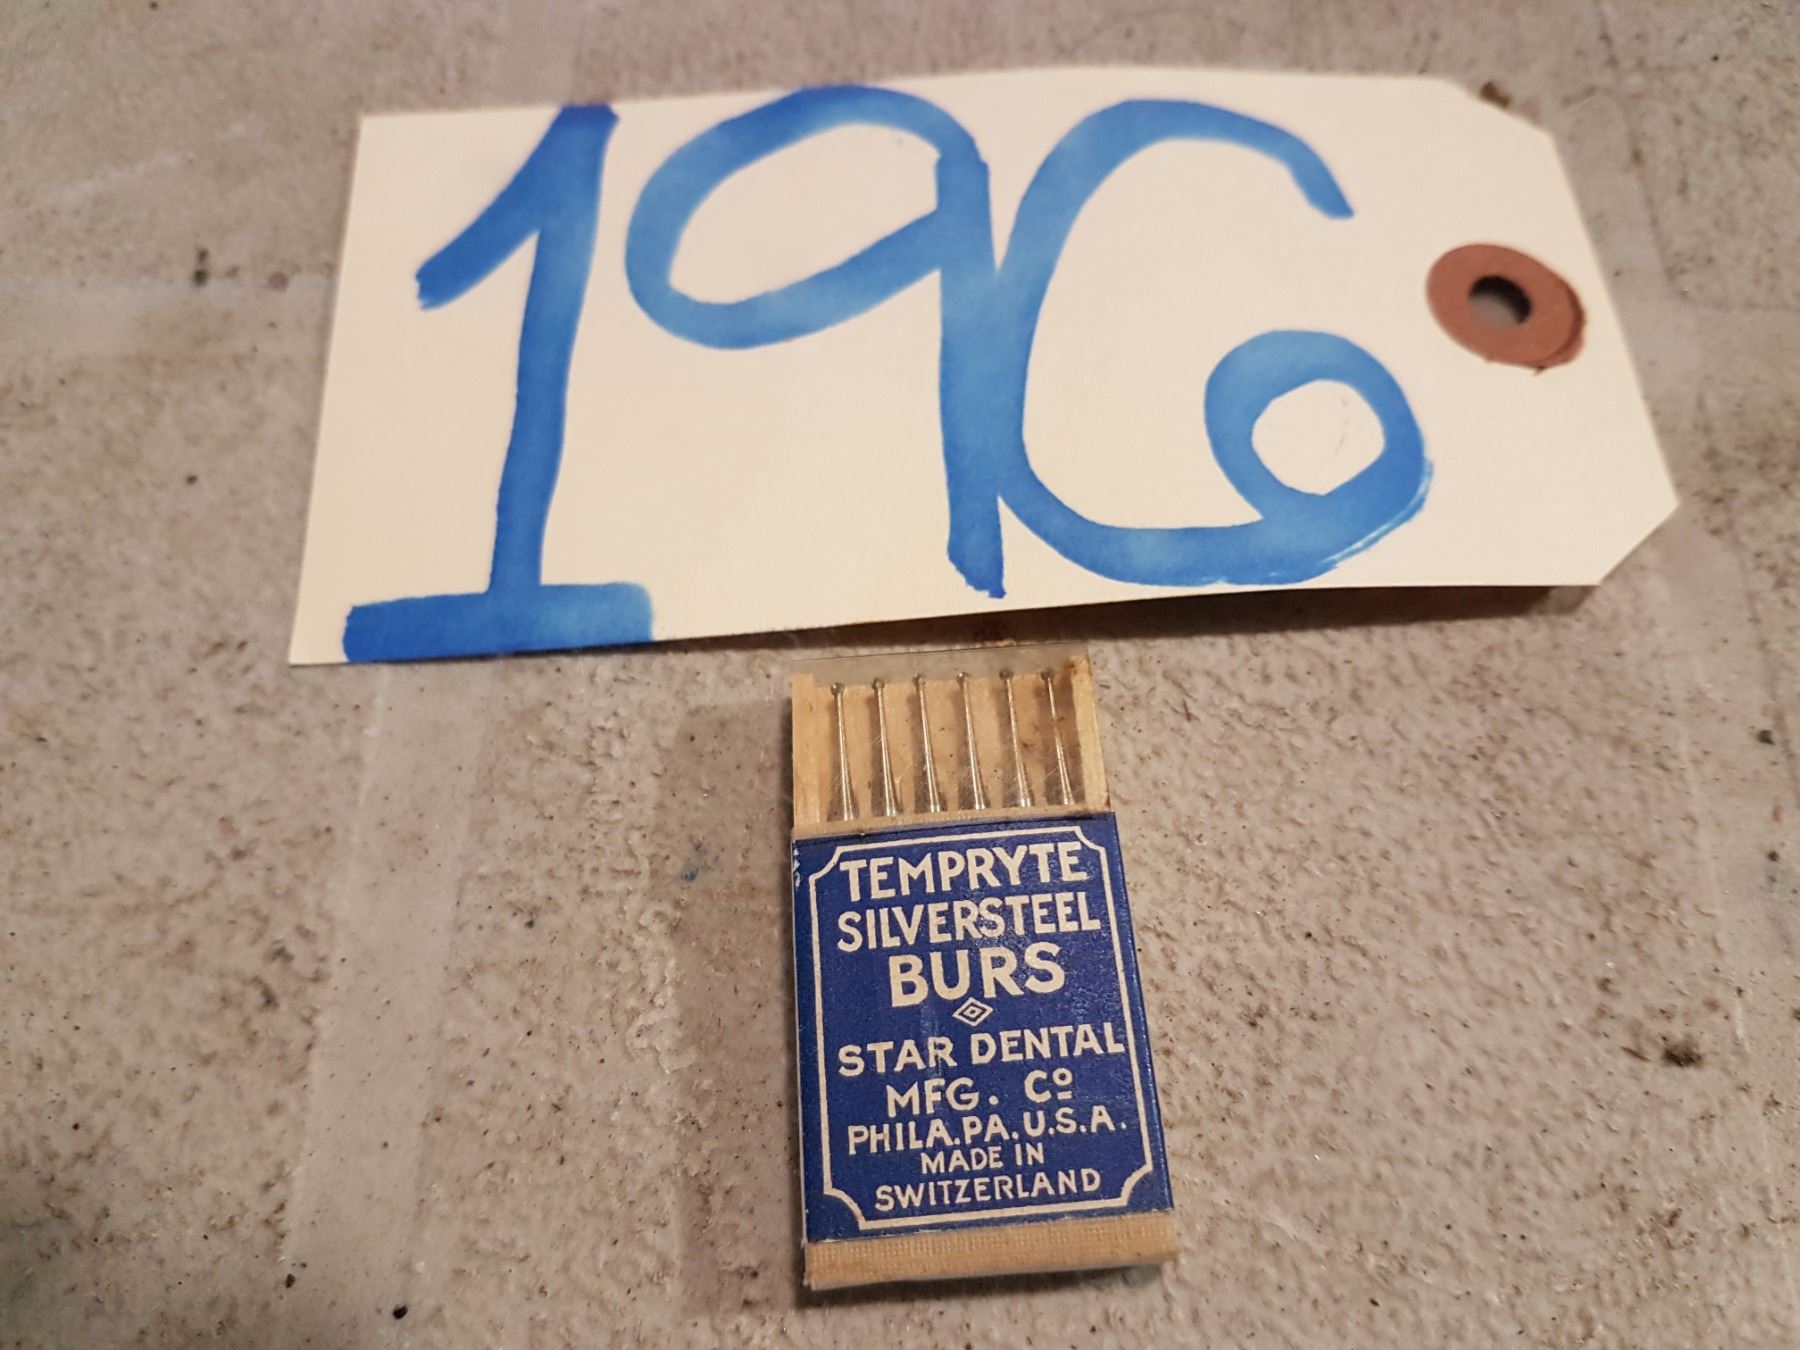 196
TEMPRYTE
SILVERSTEEL
BURS
STAR DENTAL
MFG. Cº
PHILA.PA.U.S.A.
MADE IN
SWITZERLAND